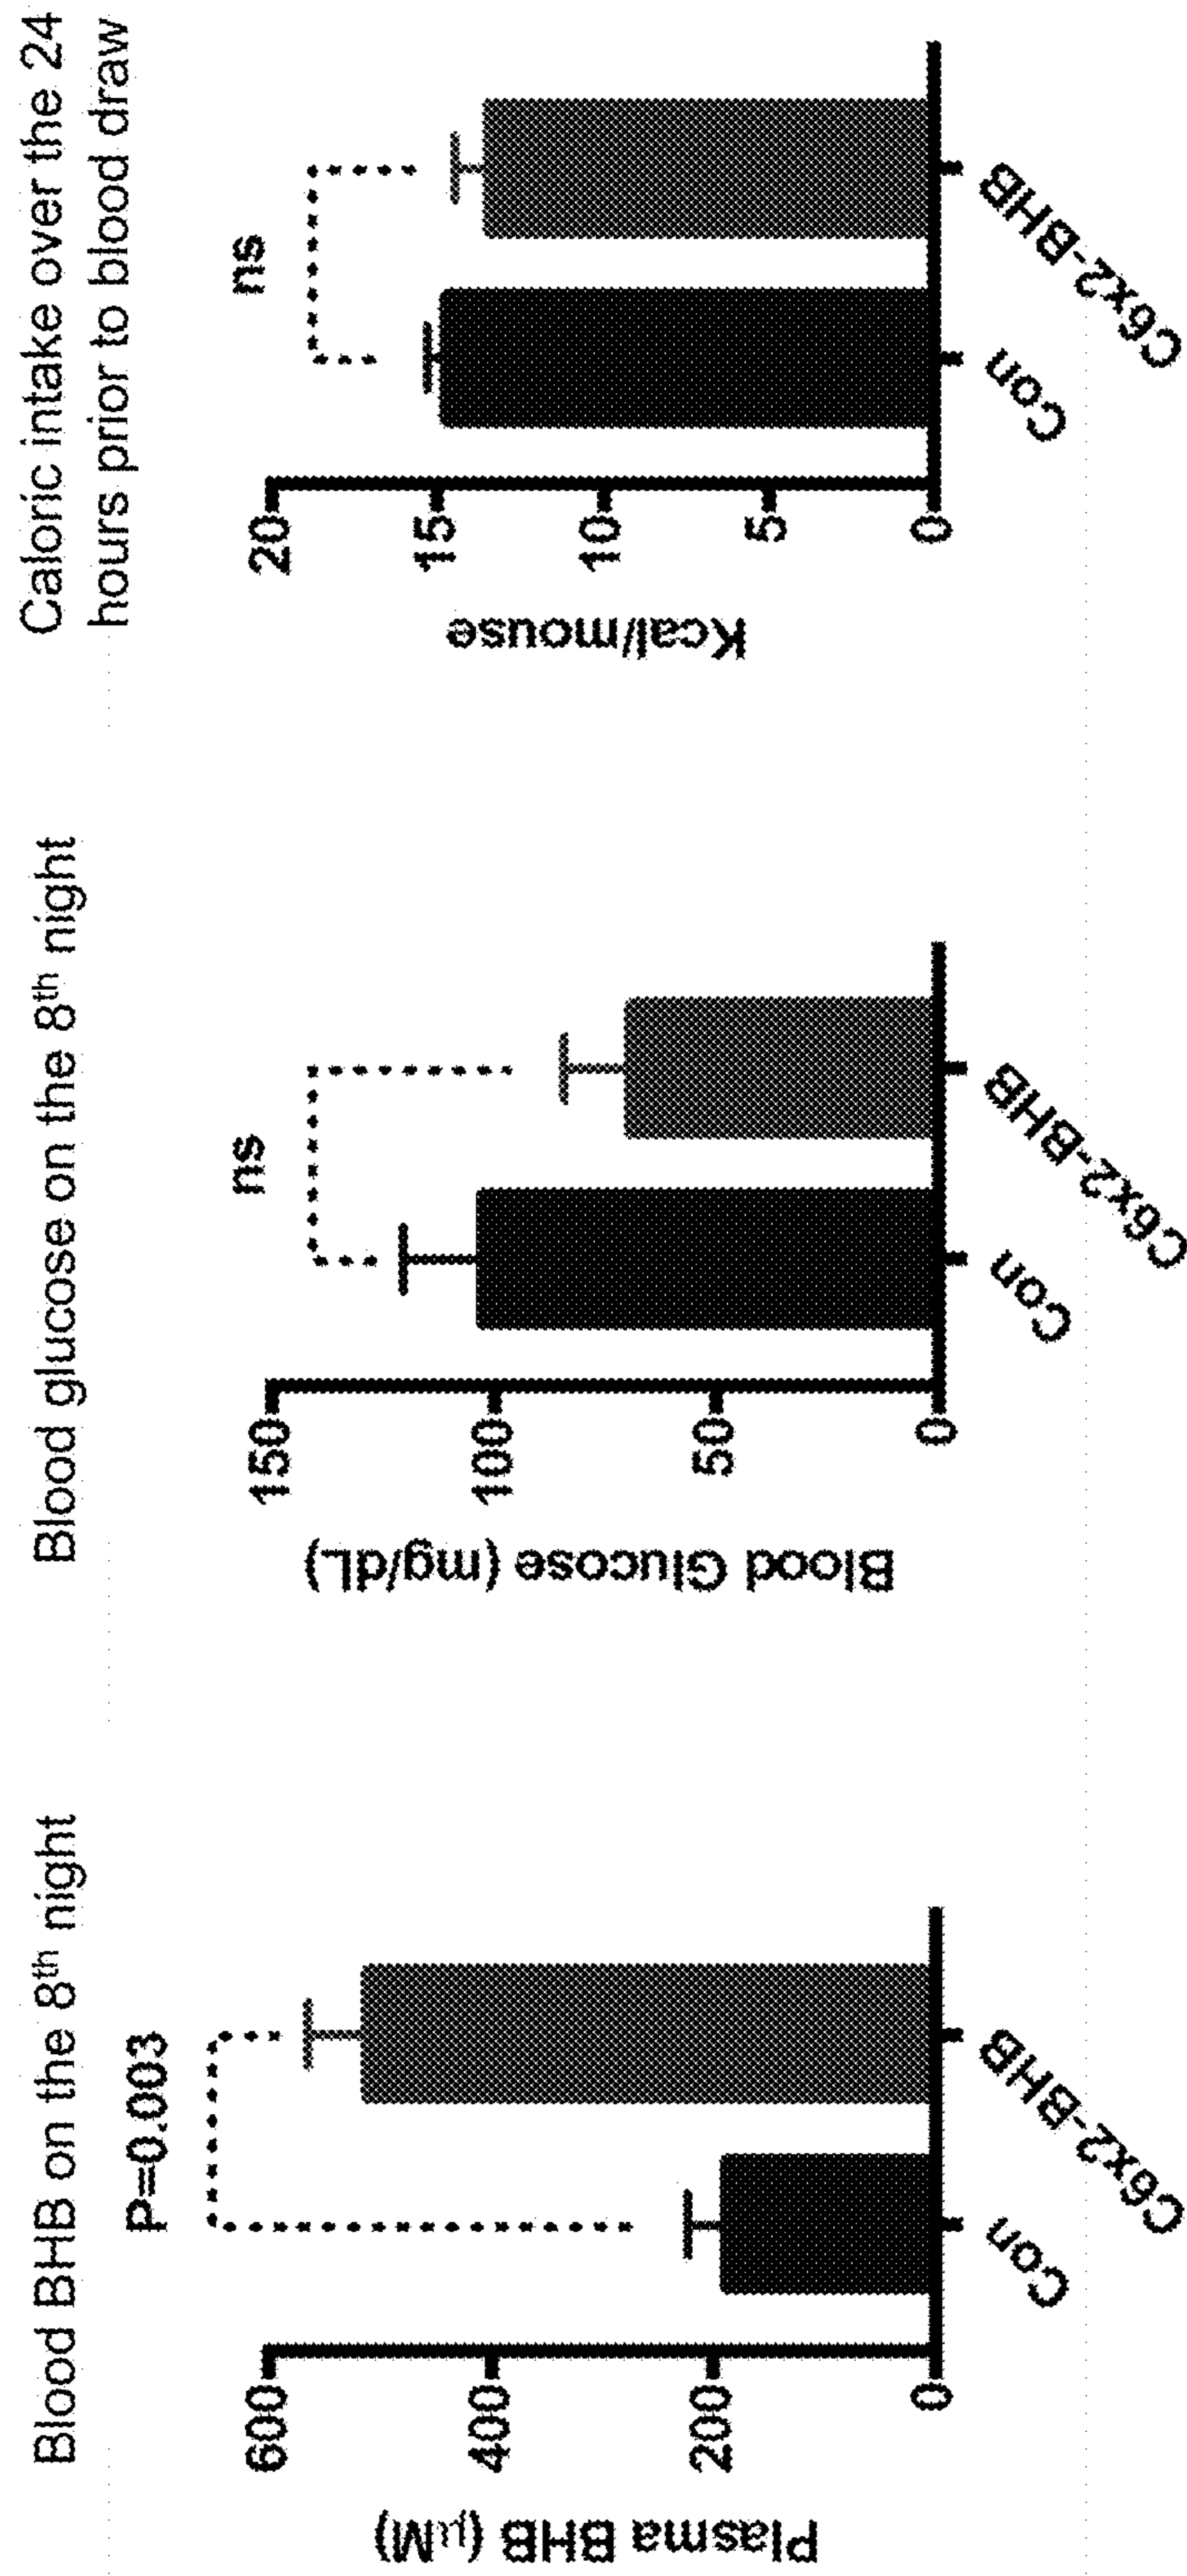 Blood BHB on the 8th night
P=0.003
Plasma BHB (μM)
600
400
200
0
Con
C6x2-BHB
Blood glucose on the 8th night
ns
Blood Glucose (mg/dL)
150
100
50
0
Con
C6x2-BHB
Caloric intake over the 24
hours prior to blood draw
ns
Kcal/mouse
20
15
10
5
0
Con
C6x2-BHB